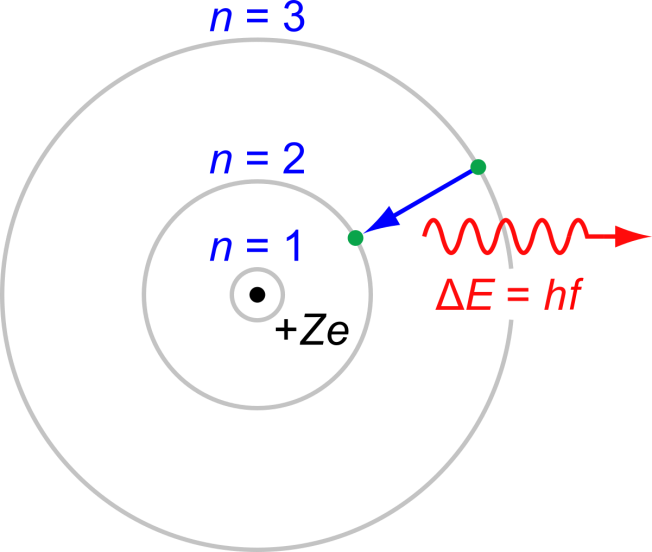 n = 3
n = 2
n = 1
+Ze
ΔE = hf